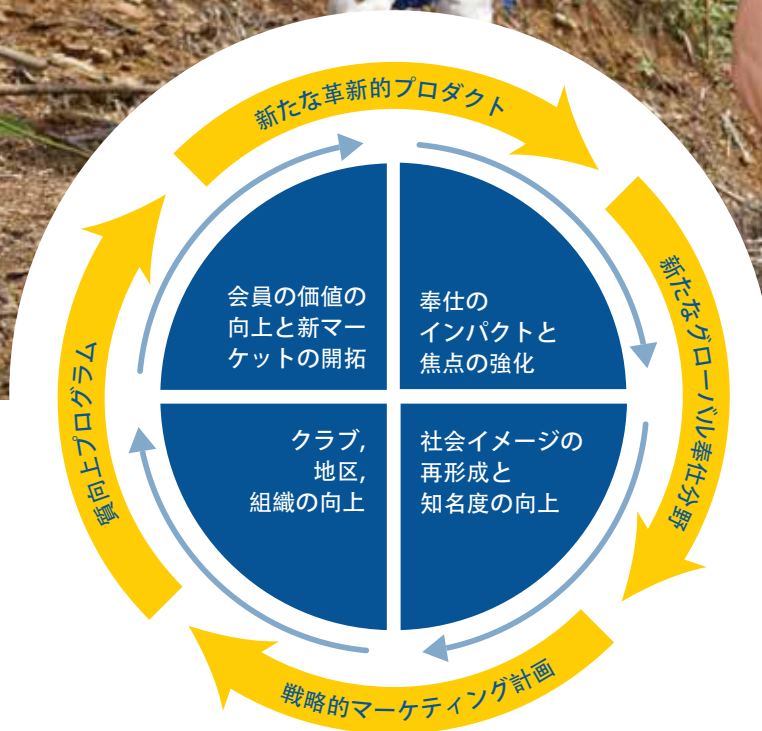 新たな革新的プロダクト
新たなグローバル奉仕分野
戦略的マーケティング計画
質向上プログラム
会員の価値の
向上と新マー
ケットの開拓
奉仕の
インパクトと
焦点の強化
クラブ,
地区,
組織の向上
社会イメージの
再形成と
知名度の向上